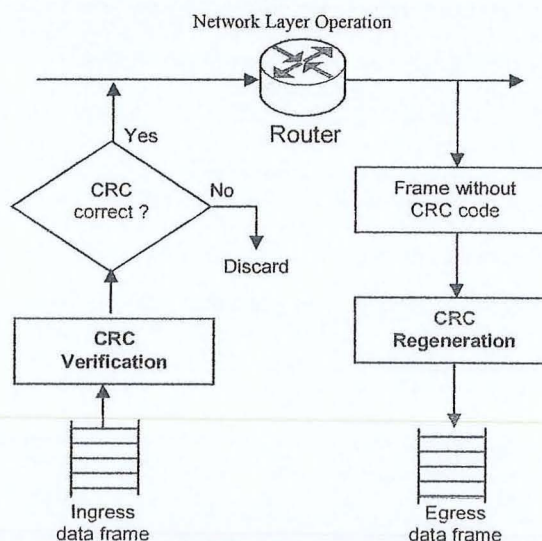 Network Layer Operation
Router
Yes
CRC
correct ?
No
Discard
CRC
Verification
Ingress
data frame
Frame without
CRC code
CRC
Regeneration
Egress
data frame